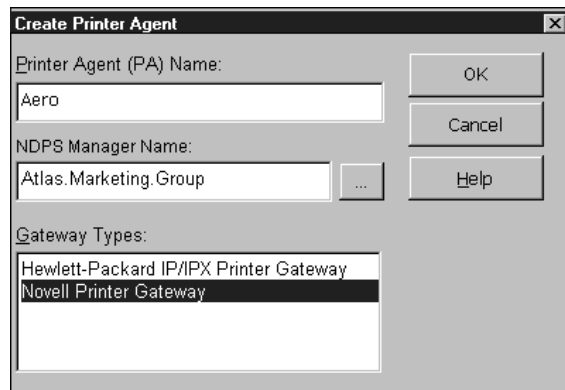 Create Printer Agent
Printer Agent (PA) Name:
OK
Aero
Cancel
NDPS Manager Name:
Atlas.Marketing.Group
...
Help
Gateway Types:
Hewlett-Packard IP/IPX Printer Gateway
Novell Printer Gateway